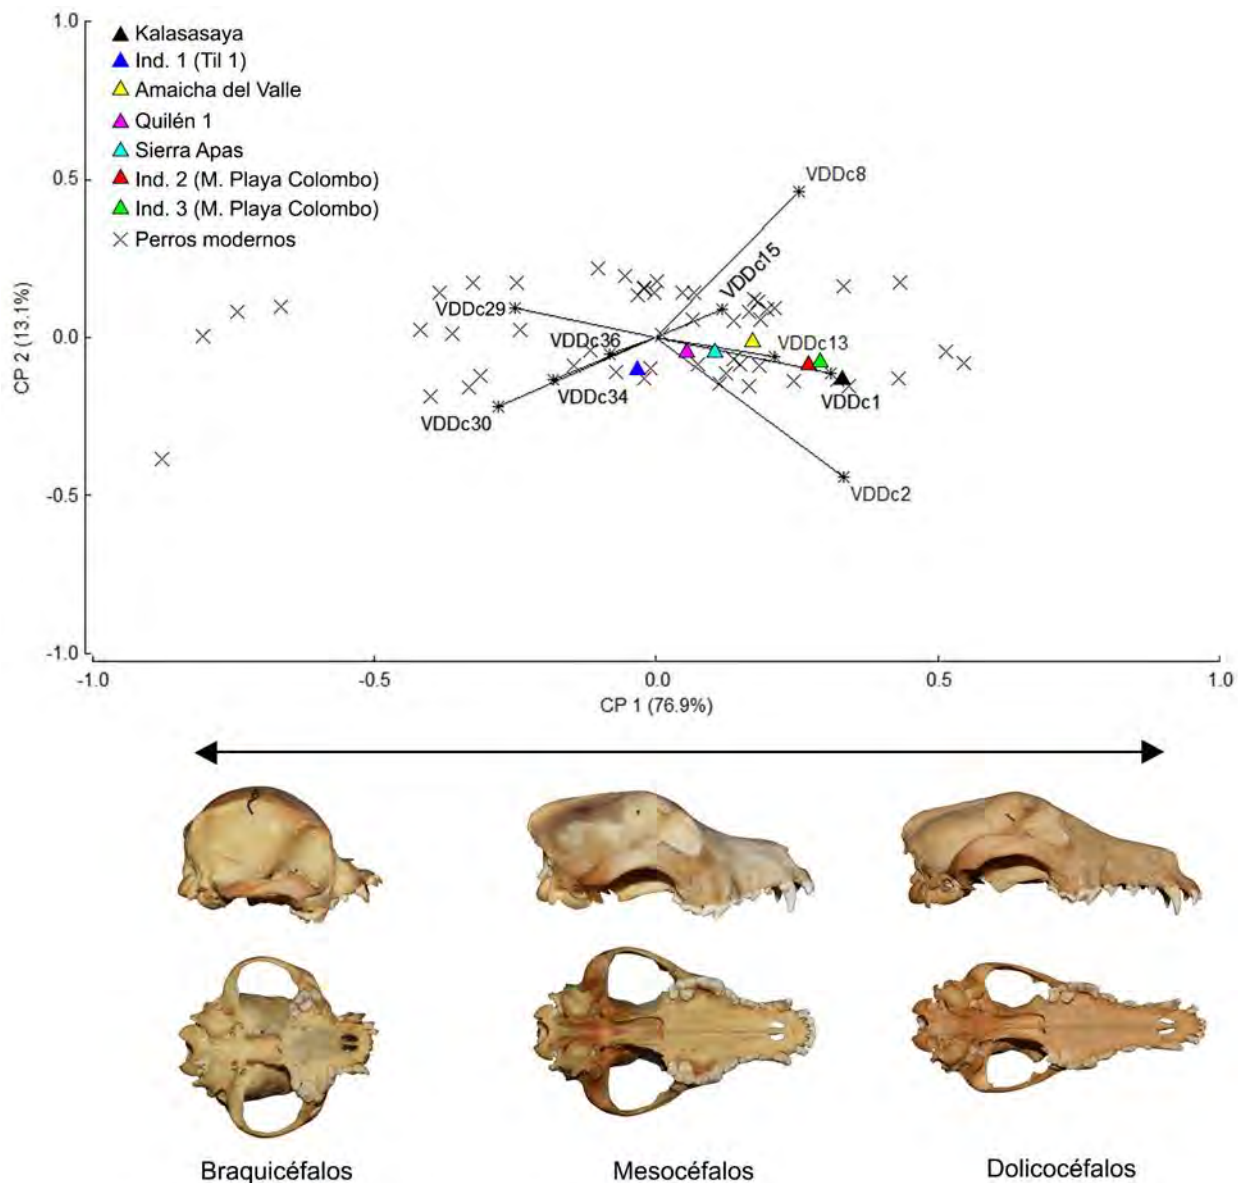 1.0
Kalasasaya
Ind. 1 (Til 1)
Amaicha del Valle
Quilén 1
Sierra Apas
Ind. 2 (M. Playa Colombo)
Ind. 3 (M. Playa Colombo)
Perros modernos
0.5
0.0
-0.5
-1.0
CP 2 (13.1%)
VDDc8
VDDc15
VDDc29
VDDc36
VDDc13
VDDc34
VDDc1
VDDc30
VDDc2
-1.0
-0.5
0.0
0.5
1.0
CP 1 (76.9%)
Braquicéfalos
Mesocéfalos
Dolicocéfalos